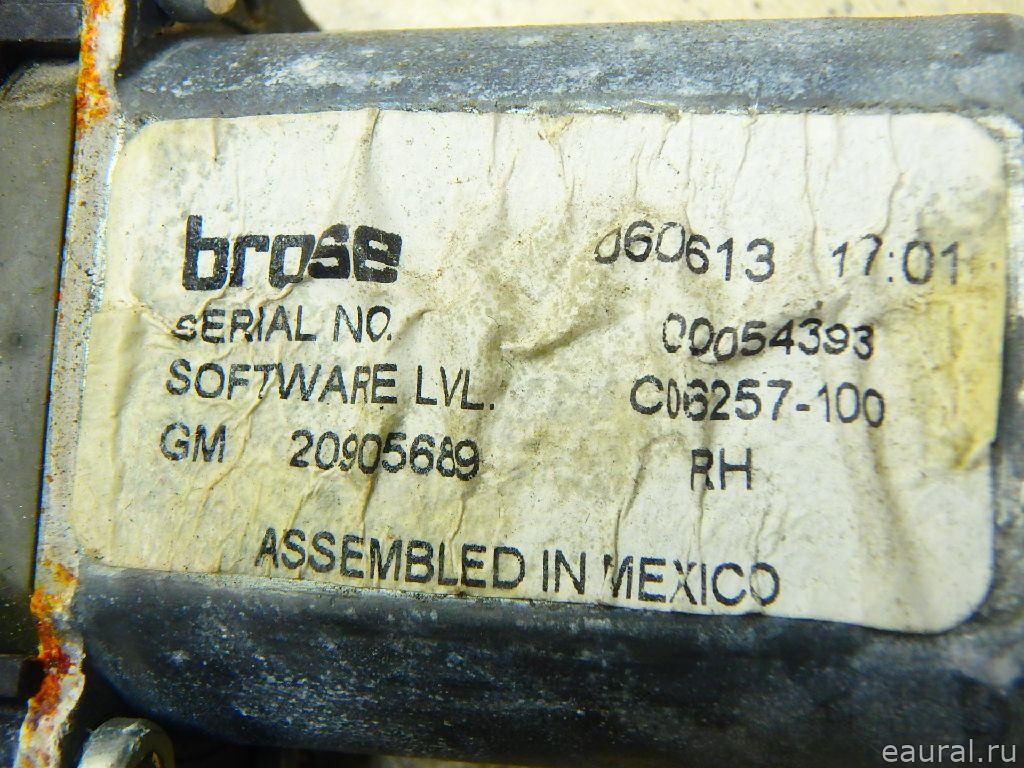 brose 060613 17:01
SERIAL NO. 00054393
SOFTWARE LVL. C06257-100
GM 20905689 RH
ASSEMBLED IN MEXICO
eaural.ru